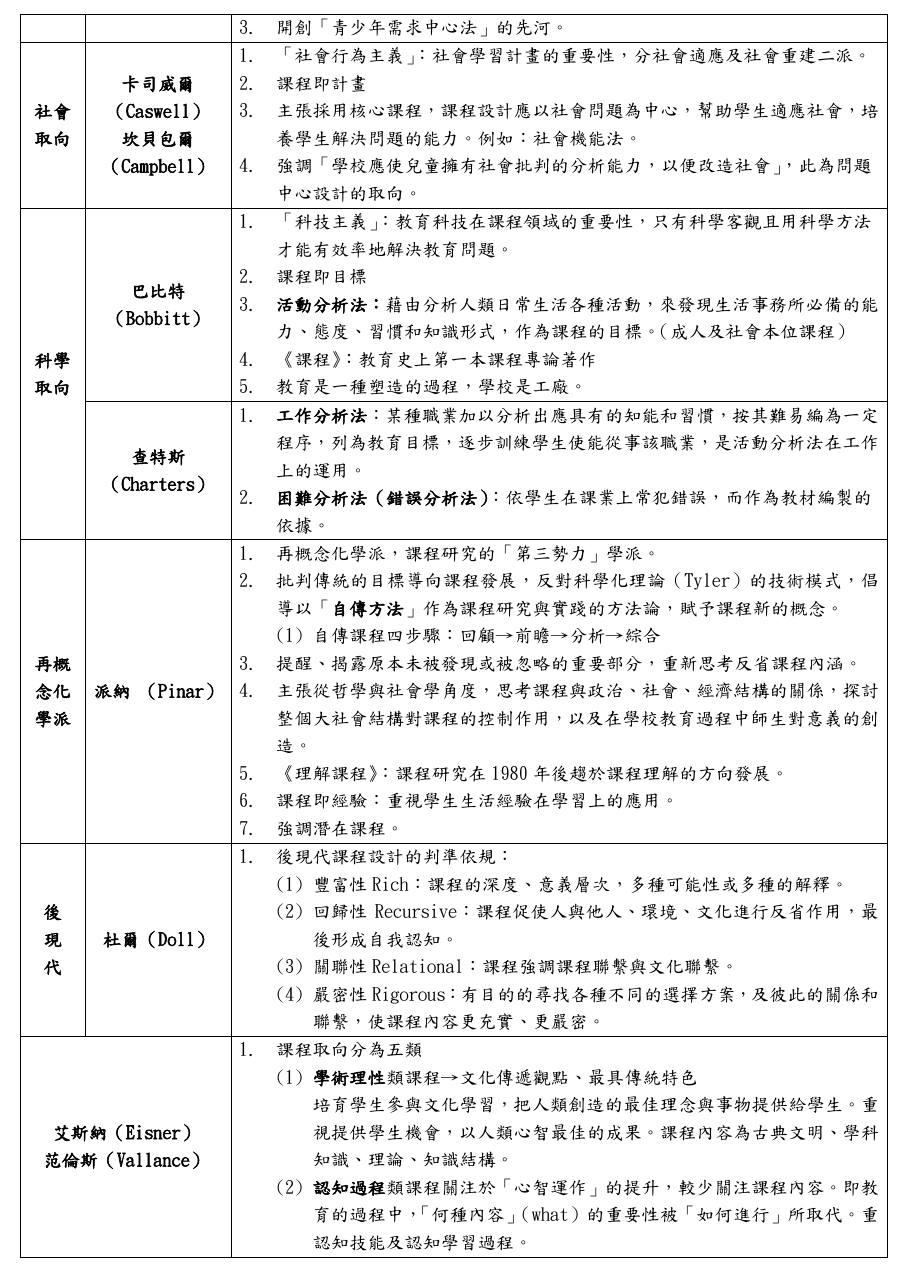 3. 開創「青少年需求中心法」的先河。
社會
取向
卡司威爾
（Caswell）
坎貝包爾
（Campbell）
1. 「社會行為主義」：社會學習計畫的重要性，分社會適應及社會重建二派。
2. 課程即計畫
3. 主張採用核心課程，課程設計應以社會問題為中心，幫助學生適應社會，培
養學生解決問題的能力。例如：社會機能法。
4. 強調「學校應使兒童擁有社會批判的分析能力，以便改造社會」，此為問題
中心設計的取向。
科學
取向
巴比特
（Bobbitt）
1. 「科技主義」：教育科技在課程領域的重要性，只有科學客觀且用科學方法
才能有效率地解決教育問題。
2. 課程即目標
3. 活動分析法：藉由分析人類日常生活各種活動，來發現生活事務所必備的能
力、態度、習慣和知識形式，作為課程的目標。（成人及社會本位課程）
4. 《課程》：教育史上第一本課程專論著作
5. 教育是一種塑造的過程，學校是工廠。
查特斯
（Charters）
1. 工作分析法：某種職業加以分析出應具有的知能和習慣，按其難易編為一定
程序，列為教育目標，逐步訓練學生使能從事該職業，是活動分析法在工作
上的運用。
2. 困難分析法（錯誤分析法）：依學生在課業上常犯錯誤，而作為教材編製的
依據。
再概
念化
學派
派納 （Pinar）
1. 再概念化學派，課程研究的「第三勢力」學派。
2. 批判傳統的目標導向課程發展，反對科學化理論（Tyler）的技術模式，倡
導以「自傳方法」作為課程研究與實踐的方法論，賦予課程新的概念。
(1) 自傳課程四步驟：回顧→前瞻→分析→綜合
3. 提醒、揭露原本未被發現或被忽略的重要部分，重新思考反省課程內涵。
4. 主張從哲學與社會學角度，思考課程與政治、社會、經濟結構的關係，探討
整個大社會結構對課程的控制作用，以及在學校教育過程中師生對意義的創
造。
5. 《理解課程》：課程研究在 1980 年後趨於課程理解的方向發展。
6. 課程即經驗：重視學生生活經驗在學習上的應用。
7. 強調潛在課程。
後
現
代
杜爾（Doll）
1. 後現代課程設計的判準依規：
(1) 豐富性 Rich：課程的深度、意義層次，多種可能性或多種的解釋。
(2) 回歸性 Recursive：課程促使人與他人、環境、文化進行反省作用，最
後形成自我認知。
(3) 關聯性 Relational：課程強調課程聯繫與文化聯繫。
(4) 嚴密性 Rigorous：有目的的尋找各種不同的選擇方案，及彼此的關係和
聯繫，使課程內容更充實、更嚴密。
艾斯納（Eisner）
范倫斯（Vallance）
1. 課程取向分為五類
(1) 學術理性類課程→文化傳遞觀點、最具傳統特色
培育學生參與文化學習，把人類創造的最佳理念與事物提供給學生。重
視提供學生機會，以人類心智最佳的成果。課程內容為古典文明、學科
知識、理論、知識結構。
(2) 認知過程類課程關注於「心智運作」的提升，較少關注課程內容。即教
育的過程中，「何種內容」（what）的重要性被「如何進行」所取代。重
認知技能及認知學習過程。